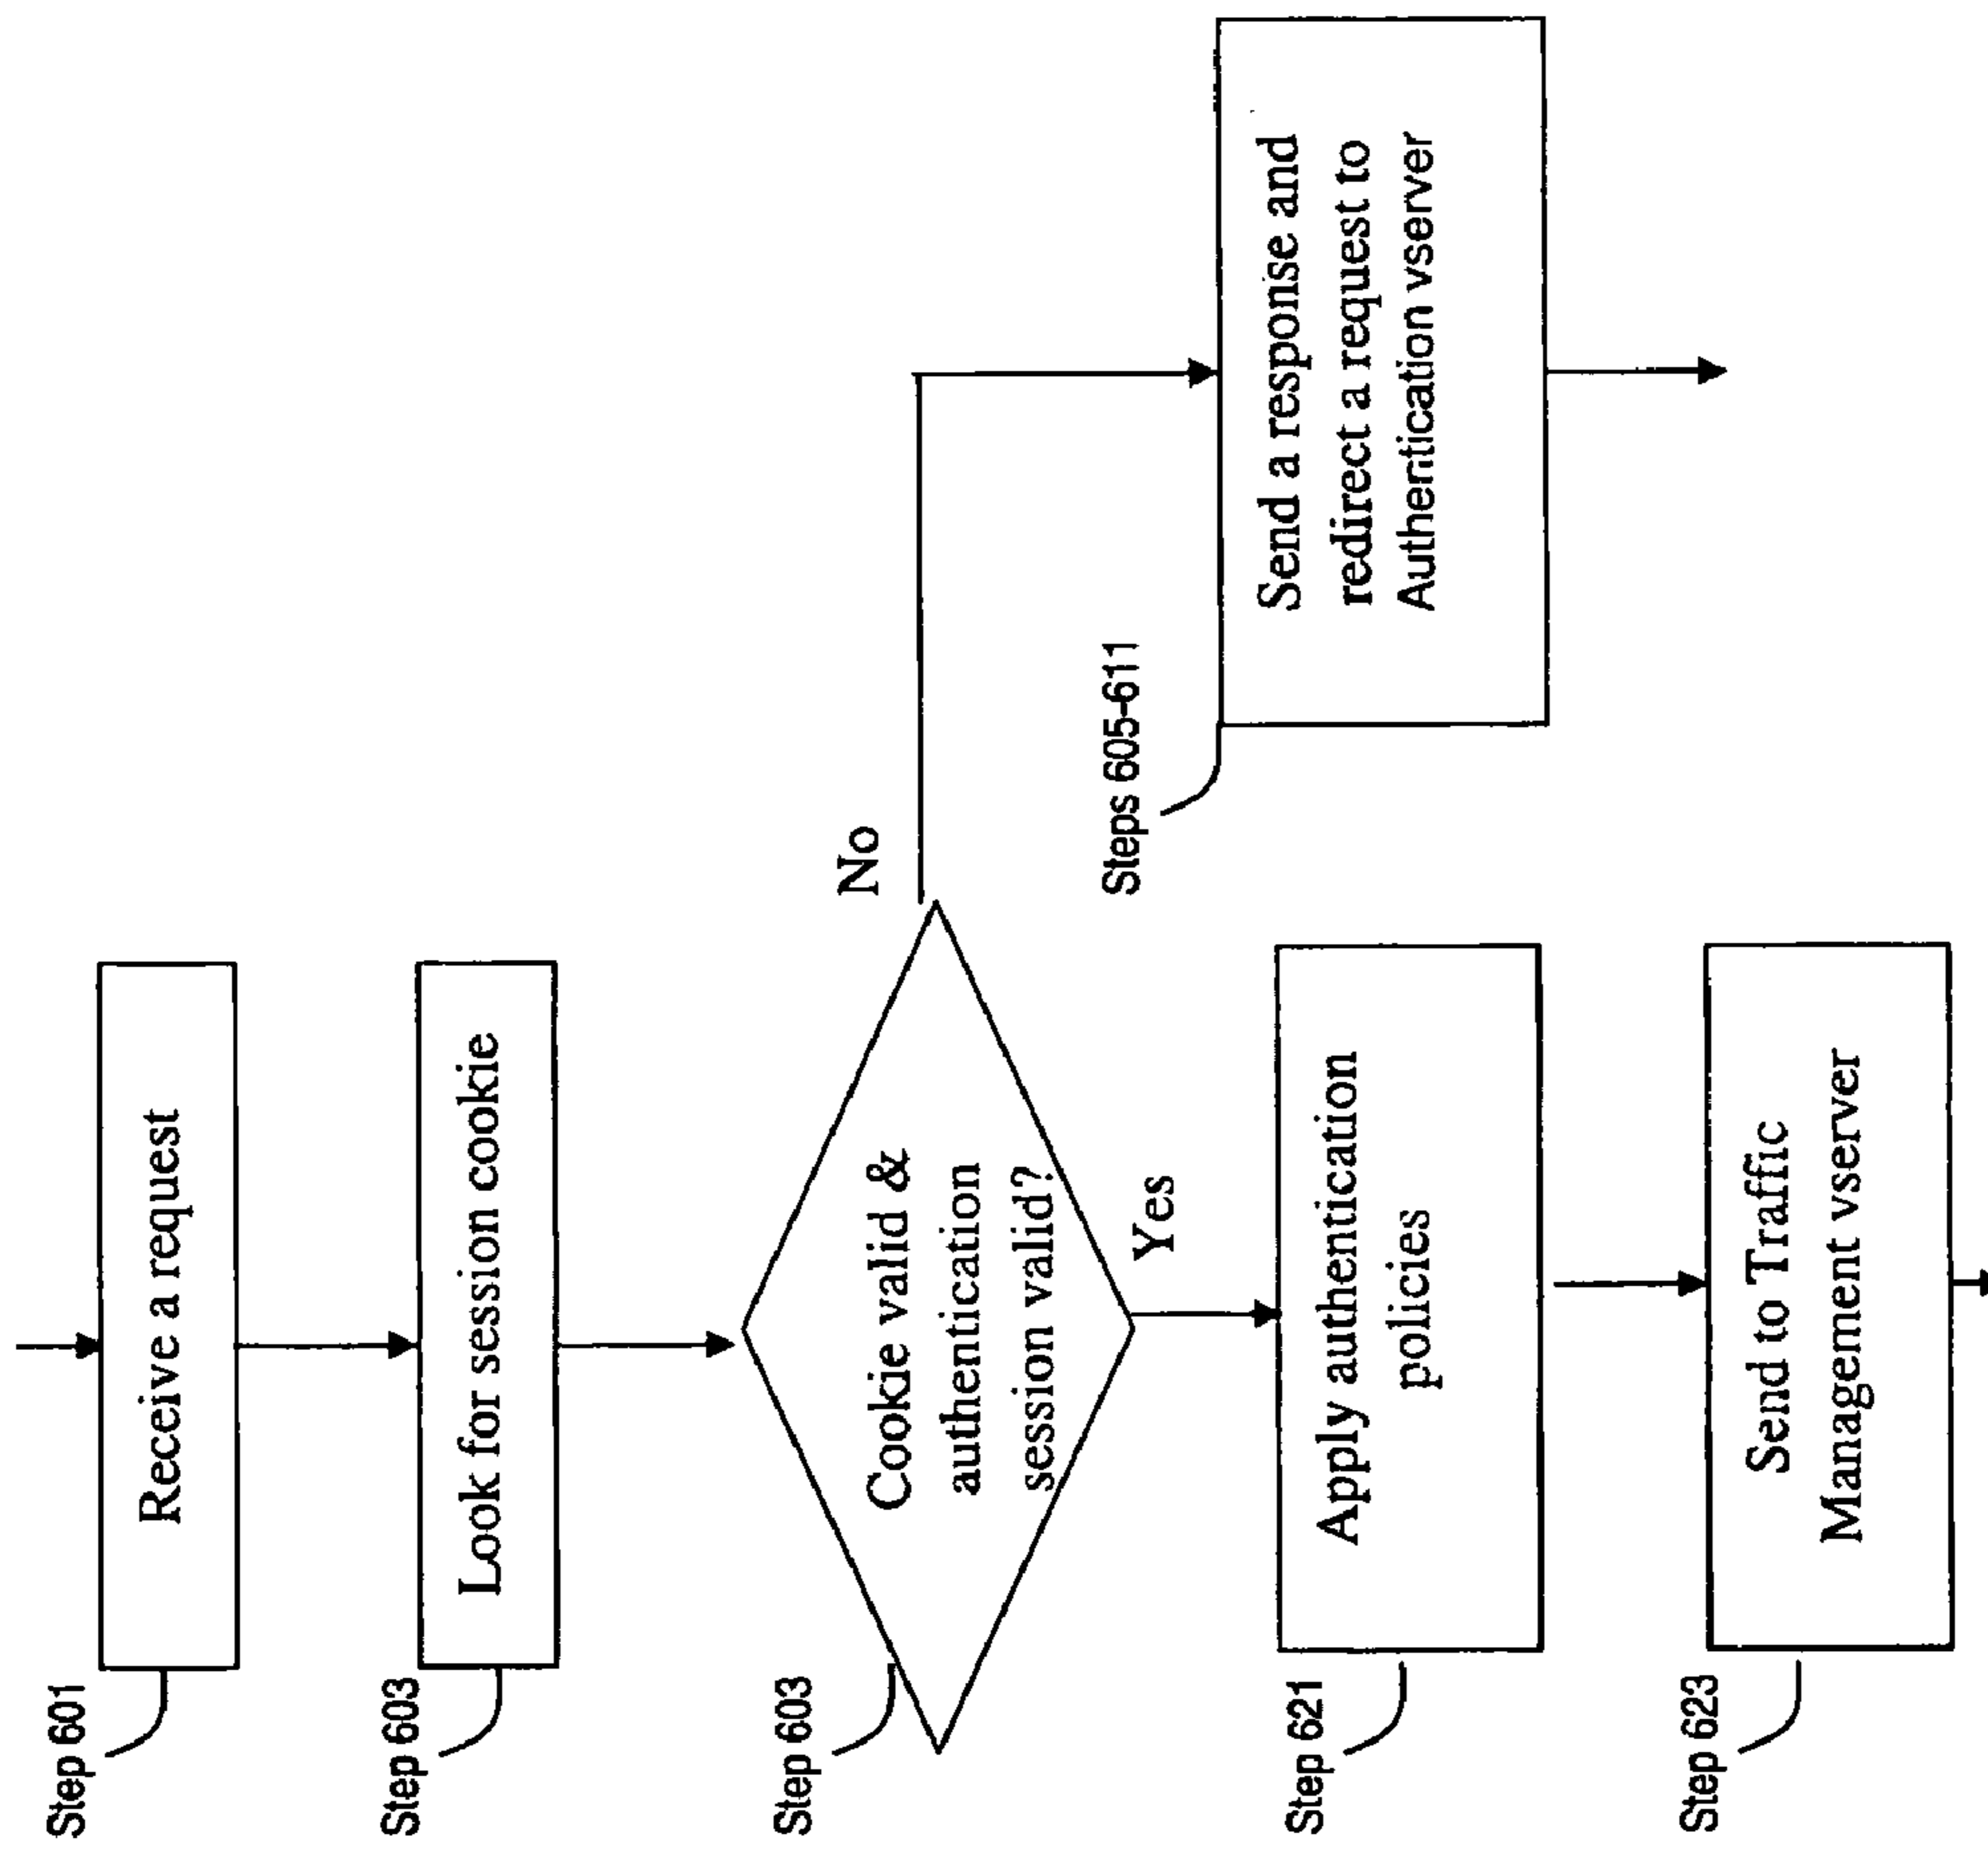 Step 601
Receive a request
Step 603
Look for session cookie
Step 603
Cookie valid &
authentication
session valid?
No
Yes
Steps 605-611
Send a response and
redirect a request to
Authentication vserver
Step 621
Apply authentication
policies
Step 623
Send to Traffic
Management vserver